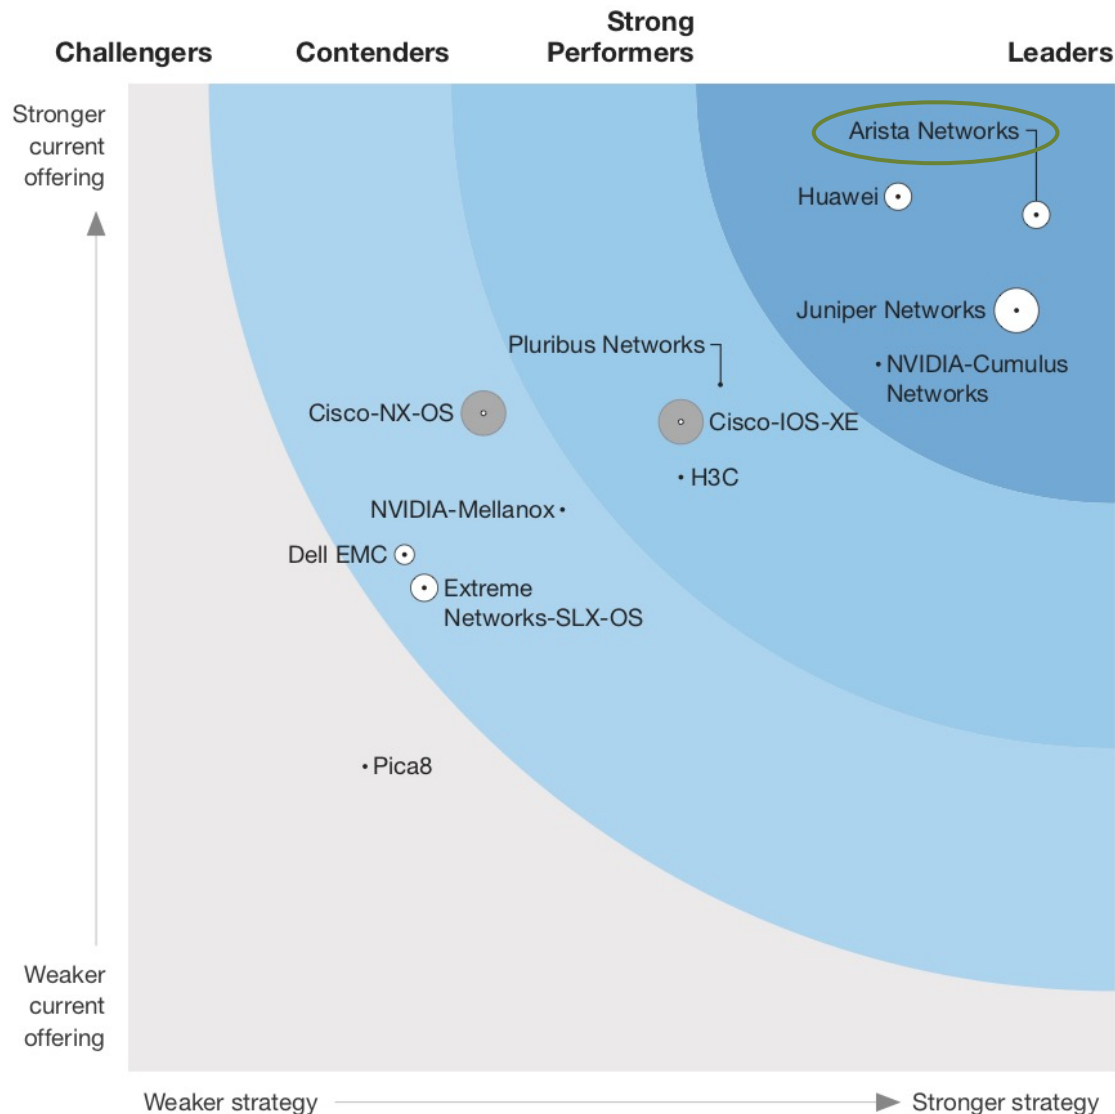 Challengers
Contenders
Strong
Performers
Leaders
Stronger
current
offering
Arista Networks
Huawei
Juniper Networks
Pluribus Networks
NVIDIA-Cumulus
Networks
Cisco-NX-OS
Cisco-IOS-XE
H3C
NVIDIA-Mellanox
Dell EMC
Extreme
Networks-SLX-OS
Pica8
Weaker
current
offering
Weaker strategy
Stronger strategy